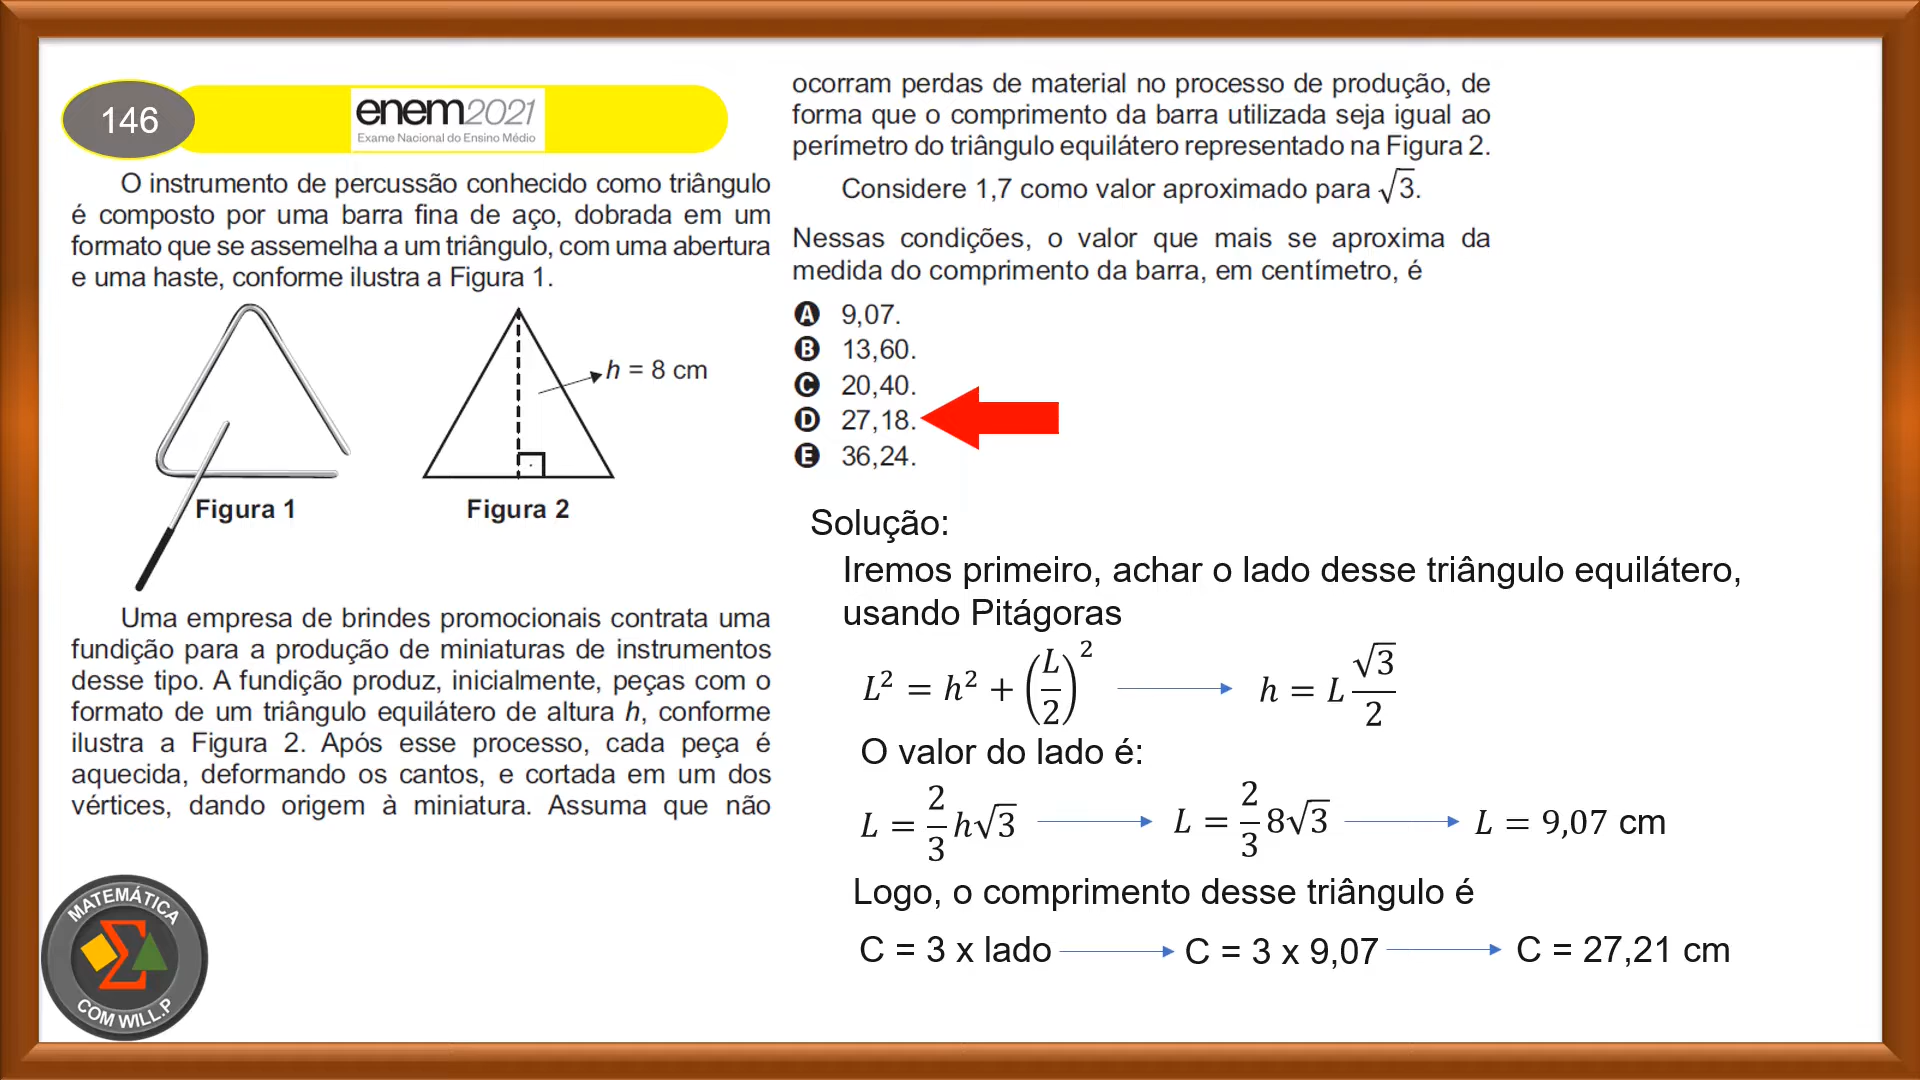 146
enem2021
Exame Nacional do Ensino Médio
O instrumento de percussão conhecido como triângulo
é composto por uma barra fina de aço, dobrada em um
formato que se assemelha a um triângulo, com uma abertura
e uma haste, conforme ilustra a Figura 1.
h = 8 cm
Figura 1
Figura 2
Uma empresa de brindes promocionais contrata uma
fundição para a produção de miniaturas de instrumentos
desse tipo. A fundição produz, inicialmente, peças com o
formato de um triângulo equilátero de altura h, conforme
ilustra a Figura 2. Após esse processo, cada peça é
aquecida, deformando os cantos, e cortada em um dos
vértices, dando origem à miniatura. Assuma que não
ocorram perdas de material no processo de produção, de
forma que o comprimento da barra utilizada seja igual ao
perímetro do triângulo equilátero representado na Figura 2.
Considere 1,7 como valor aproximado para √3.
Nessas condições, o valor que mais se aproxima da
medida do comprimento da barra, em centímetro, é
A 9,07.
B 13,60.
C 20,40.
D 27,18.
E 36,24.
Solução:
Iremos primeiro, achar o lado desse triângulo equilátero,
usando Pitágoras
L² = h² + (L/2)² → h = L √3/2
O valor do lado é:
L = 2/3 h√3 → L = 2/3 8√3 → L = 9,07 cm
Logo, o comprimento desse triângulo é
C = 3 x lado → C = 3 x 9,07 → C = 27,21 cm
MATEMÁTICA
COM WILL.P